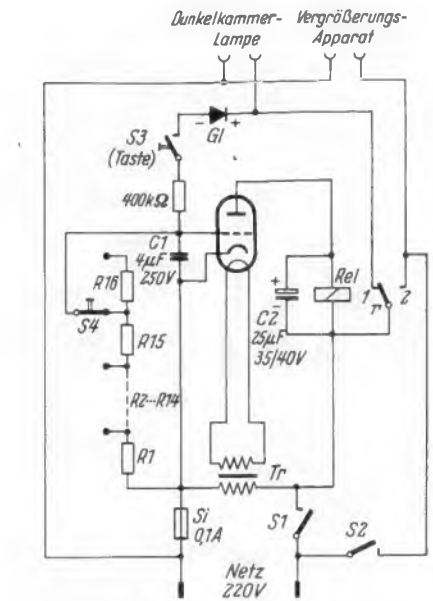 Dunkelkammer-
Lampe
Vergrößerungs-
Apparat
S3
(Taste)
- Gl +
400kΩ
C1
4µF
250V
R16
S4
R15
R2···R14
R1
+
C2 -
25µF
35/40V
Rel
1 r 2
Tr
Si
0,1A
S1
S2
Netz
220V